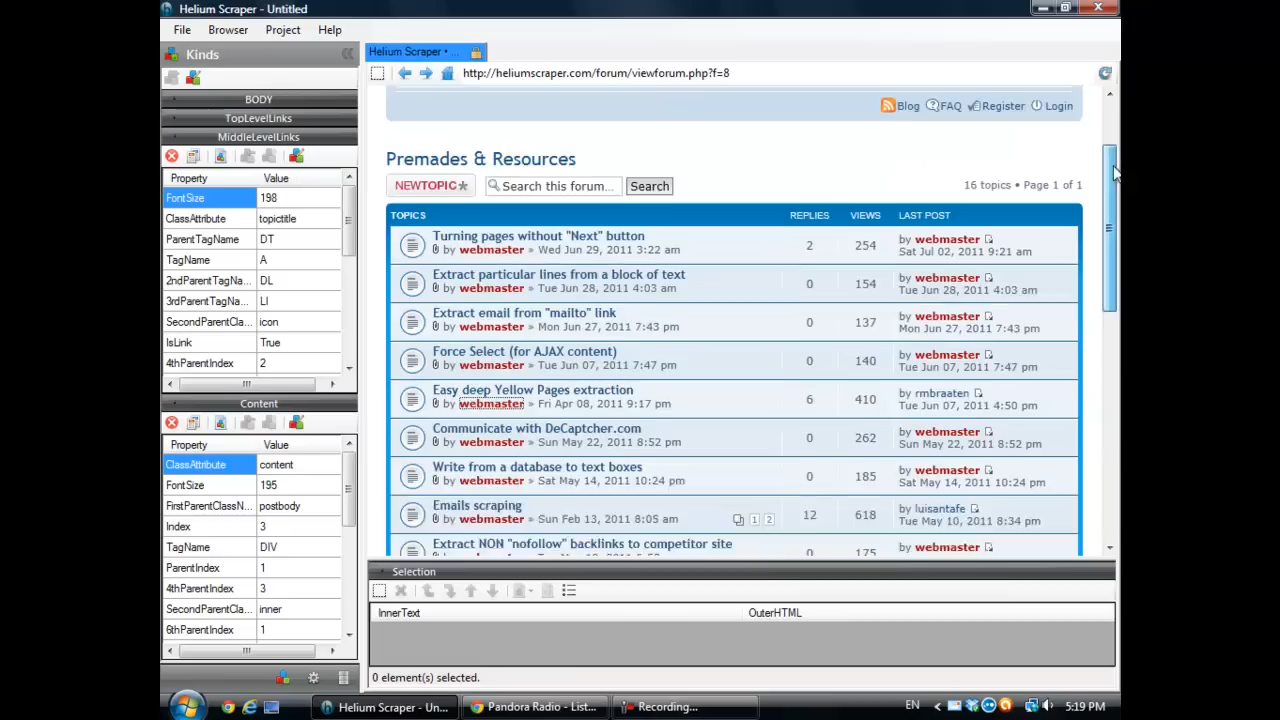 Helium Scraper - Untitled
File Browser Project Help
Kinds
BODY
TopLevelLinks
MiddleLevelLinks
Property Value
FontSize 198
ClassAttribute topictitle
ParentTagName DT
TagName A
2ndParentTagNa... DL
3rdParentTagNa... LI
SecondParentCla... icon
IsLink True
4thParentIndex 2
Content
Property Value
ClassAttribute content
FontSize 195
FirstParentClassN... postbody
Index 3
TagName DIV
ParentIndex 1
4thParentIndex 3
SecondParentCla... inner
6thParentIndex 1
Helium Scraper • ...
http://heliumscraper.com/forum/viewforum.php?f=8
Blog FAQ Register Login
Premades & Resources
NEWTOPIC* Search this forum... Search 16 topics • Page 1 of 1
TOPICS REPLIES VIEWS LAST POST
Turning pages without "Next" button
by webmaster » Wed Jun 29, 2011 3:22 am
2 254
by webmaster
Sat Jul 02, 2011 9:21 am
Extract particular lines from a block of text
by webmaster » Tue Jun 28, 2011 4:03 am
0 154
by webmaster
Tue Jun 28, 2011 4:03 am
Extract email from "mailto" link
by webmaster » Mon Jun 27, 2011 7:43 pm
0 137
by webmaster
Mon Jun 27, 2011 7:43 pm
Force Select (for AJAX content)
by webmaster » Tue Jun 07, 2011 7:47 pm
0 140
by webmaster
Tue Jun 07, 2011 7:47 pm
Easy deep Yellow Pages extraction
by webmaster » Fri Apr 08, 2011 9:17 pm
6 410
by rmbraaten
Tue Jun 07, 2011 4:50 pm
Communicate with DeCaptcher.com
by webmaster » Sun May 22, 2011 8:52 pm
0 262
by webmaster
Sun May 22, 2011 8:52 pm
Write from a database to text boxes
by webmaster » Sat May 14, 2011 10:24 pm
0 185
by webmaster
Sat May 14, 2011 10:24 pm
Emails scraping
by webmaster » Sun Feb 13, 2011 8:05 am
1 2
12 618
by luisantafe
Tue May 10, 2011 8:34 pm
Extract NON "nofollow" backlinks to competitor site
0 175
by webmaster
Selection
InnerText OuterHTML
0 element(s) selected.
Helium Scraper - Un... Pandora Radio - List... Recording... EN 5:19 PM